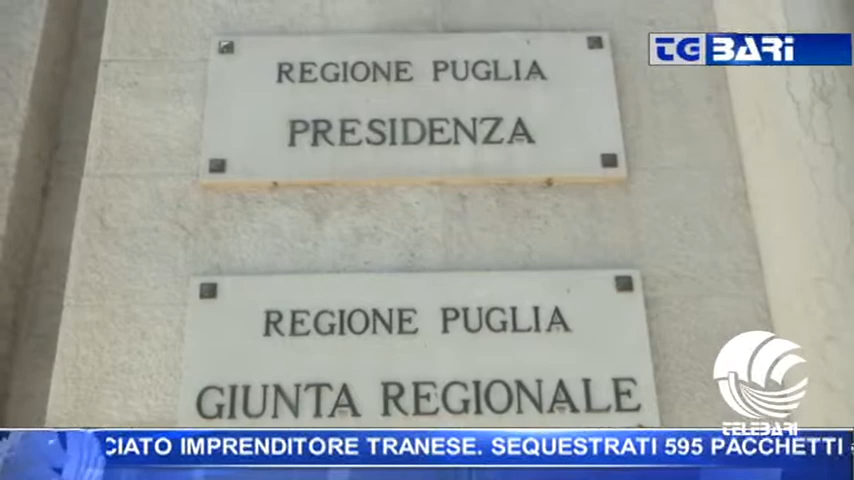 TG BARI
REGIONE PUGLIA
PRESIDENZA
REGIONE PUGLIA
GIUNTA REGIONALE
TELEBARI
CIATO IMPRENDITORE TRANESE. SEQUESTRATI 595 PACCHETTI